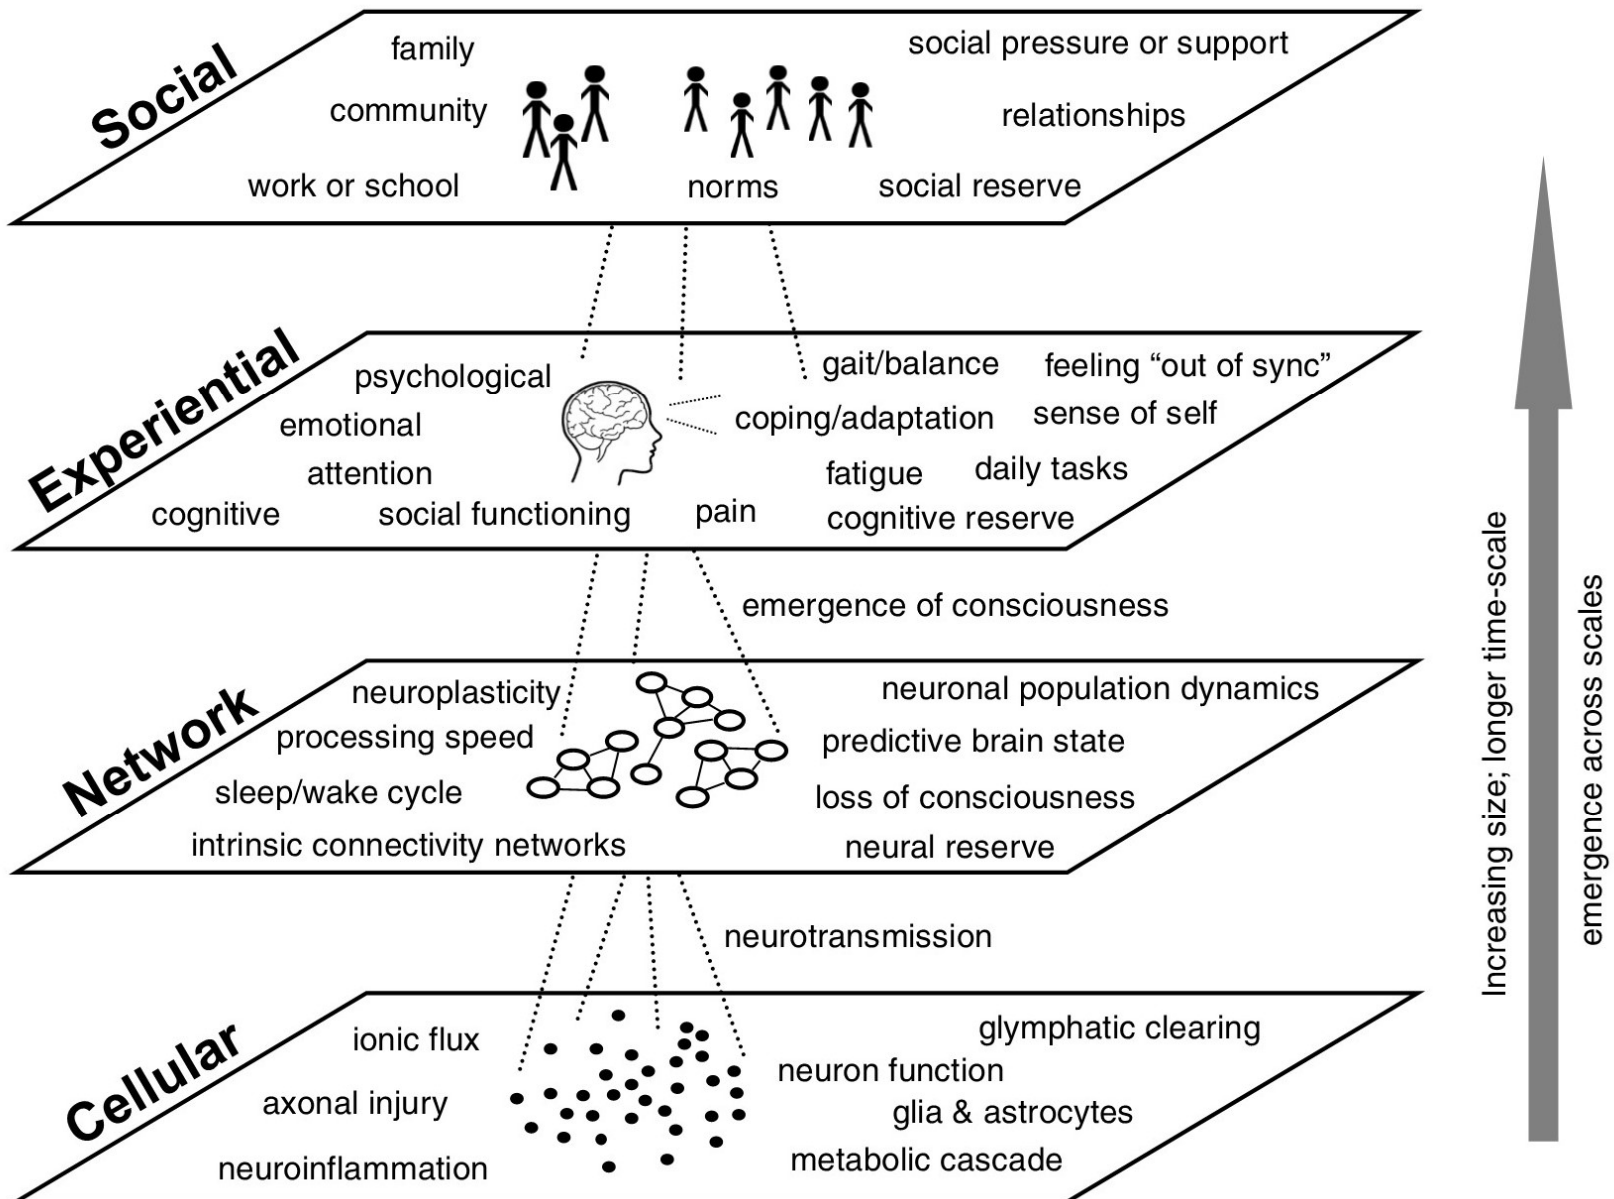 Social
family
social pressure or support
community
relationships
work or school
norms
social reserve
Experiential
psychological
gait/balance
feeling “out of sync”
emotional
coping/adaptation
sense of self
attention
fatigue
daily tasks
cognitive
social functioning
pain
cognitive reserve
emergence of consciousness
Network
neuroplasticity
neuronal population dynamics
processing speed
predictive brain state
sleep/wake cycle
loss of consciousness
intrinsic connectivity networks
neural reserve
neurotransmission
Cellular
ionic flux
glymphatic clearing
neuron function
axonal injury
glia & astrocytes
neuroinflammation
metabolic cascade
Increasing size; longer time-scale
emergence across scales